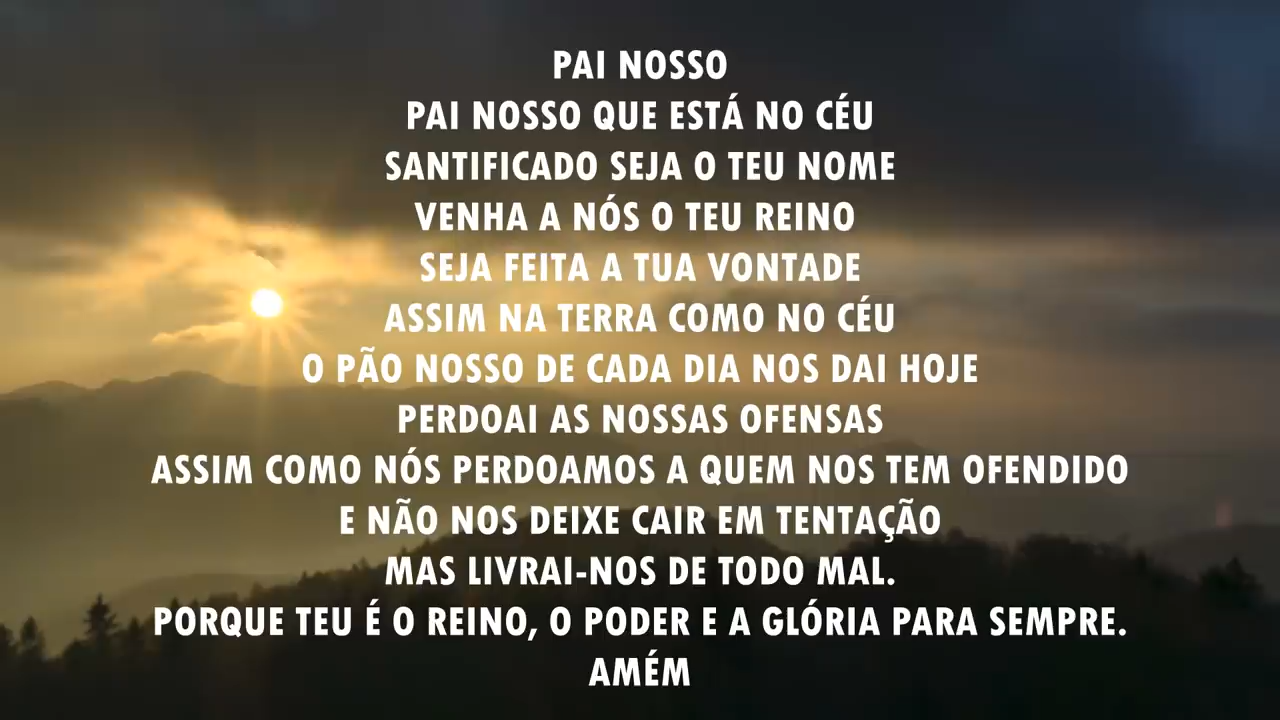 PAI NOSSO
PAI NOSSO QUE ESTÁ NO CÉU
SANTIFICADO SEJA O TEU NOME
VENHA A NÓS O TEU REINO
SEJA FEITA A TUA VONTADE
ASSIM NA TERRA COMO NO CÉU
O PÃO NOSSO DE CADA DIA NOS DAI HOJE
PERDOAI AS NOSSAS OFENSAS
ASSIM COMO NÓS PERDOAMOS A QUEM NOS TEM OFENDIDO
E NÃO NOS DEIXE CAIR EM TENTAÇÃO
MAS LIVRAI-NOS DE TODO MAL.
PORQUE TEU É O REINO, O PODER E A GLÓRIA PARA SEMPRE.
AMÉM